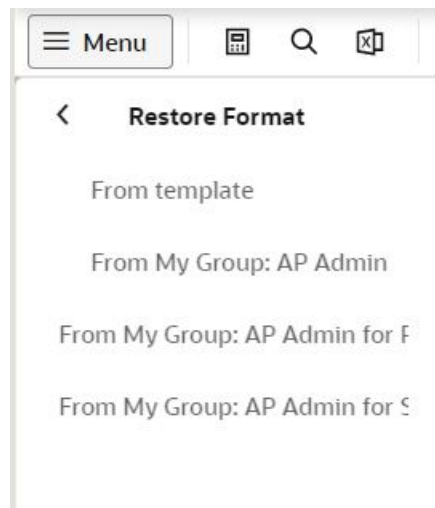 Menu
Restore Format
From template
From My Group: AP Admin
From My Group: AP Admin for
From My Group: AP Admin for